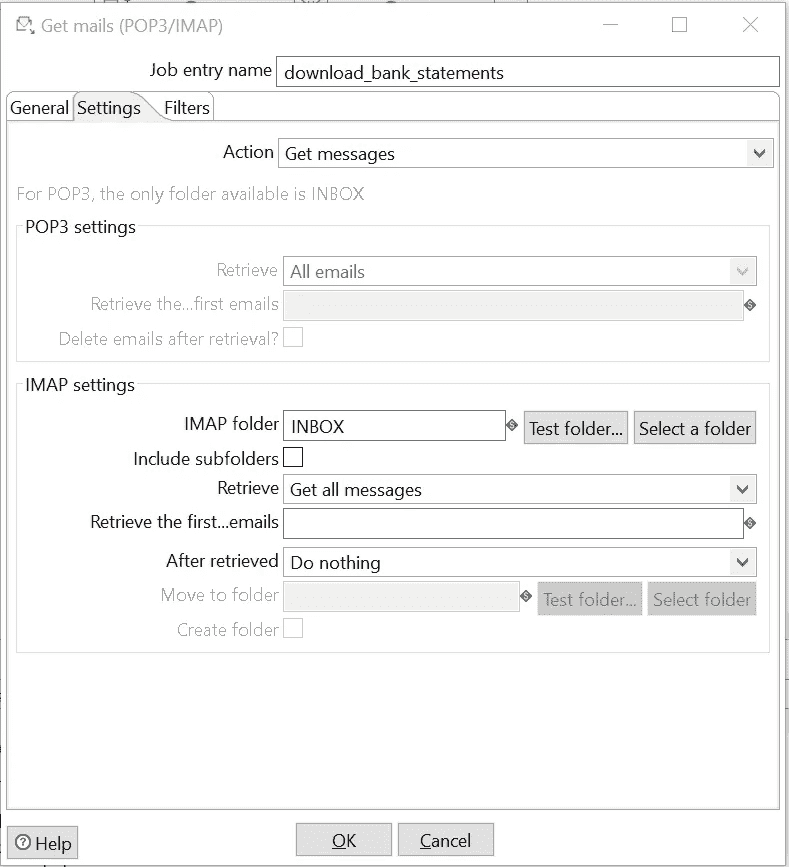 Get mails (POP3/IMAP)
Job entry name download_bank_statements
General Settings Filters
Action Get messages
For POP3, the only folder available is INBOX
POP3 settings
Retrieve All emails
Retrieve the...first emails
Delete emails after retrieval?
IMAP settings
IMAP folder INBOX Test folder... Select a folder
Include subfolders
Retrieve Get all messages
Retrieve the first...emails
After retrieved Do nothing
Move to folder Test folder... Select folder
Create folder
Help OK Cancel